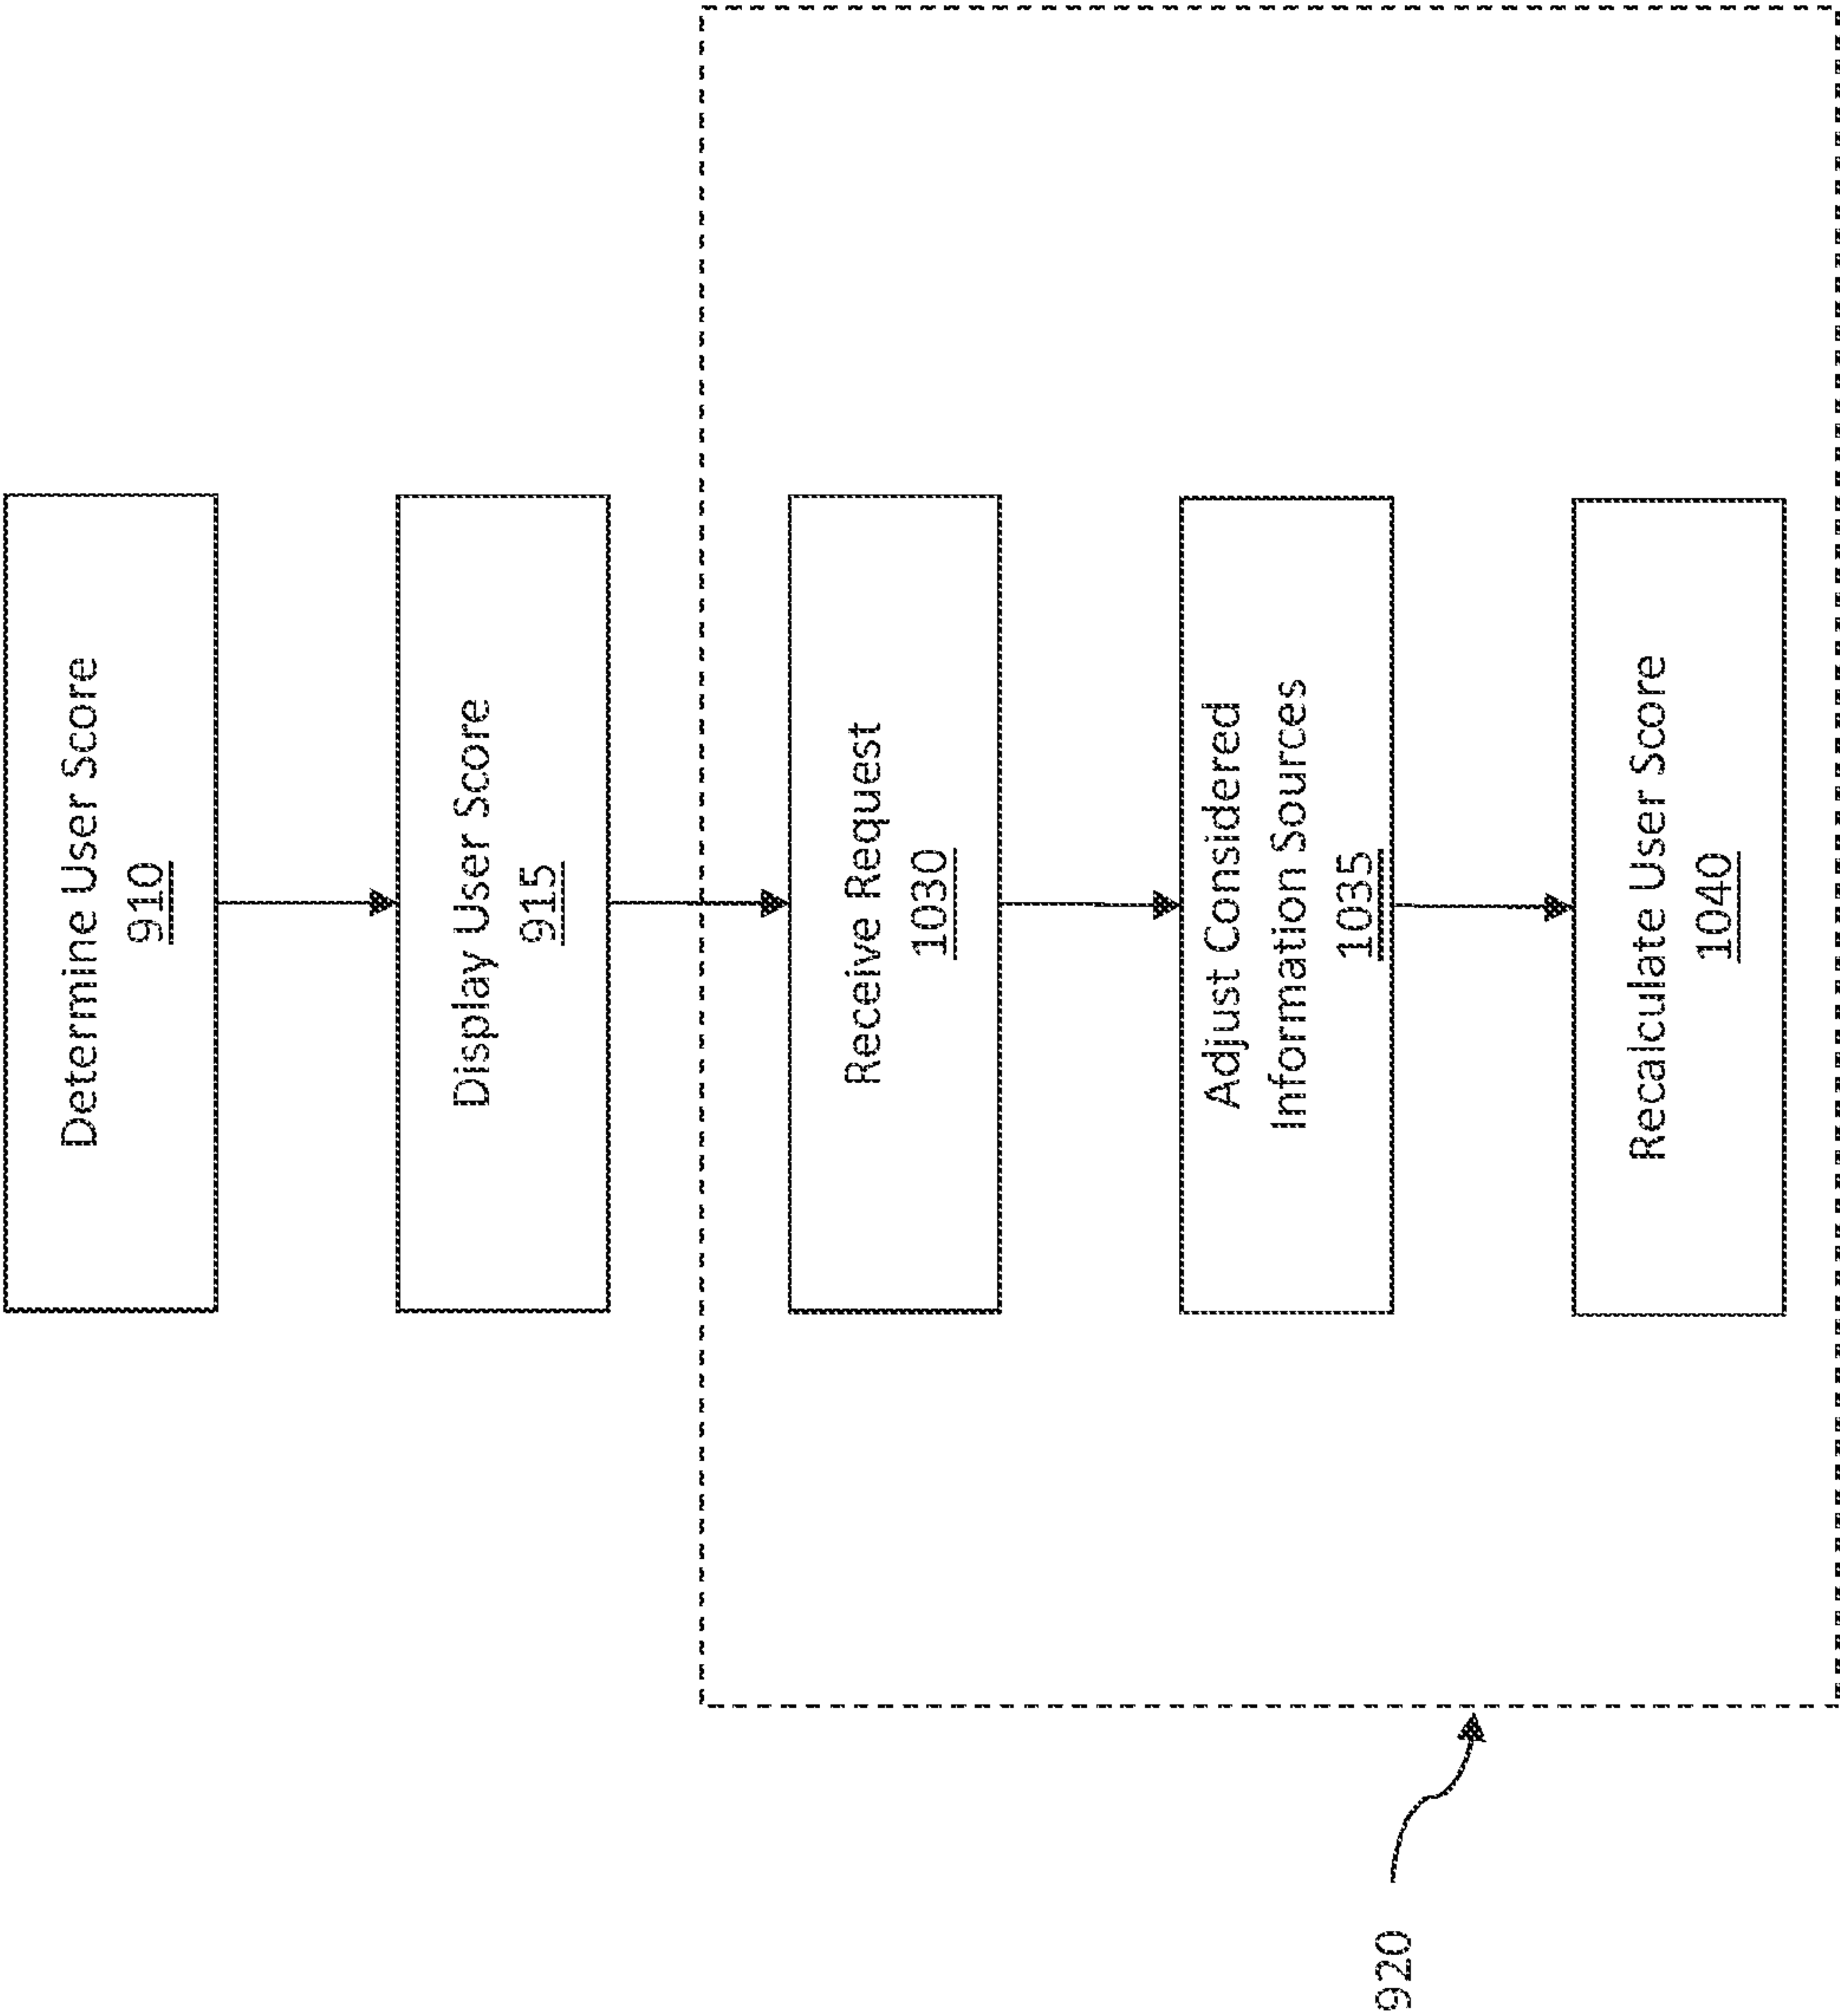 Determine User Score
910
Display User Score
915
Receive Request
1030
Adjust Considered
Information Sources
1035
Recalculate User Score
1040
920